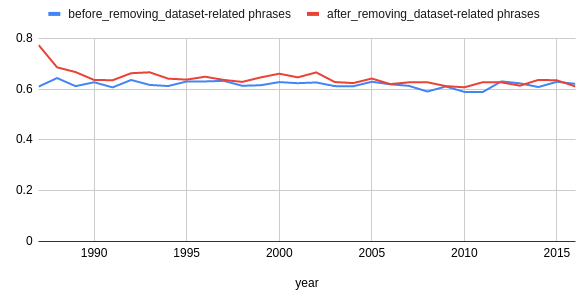 before_removing_dataset-related phrases after_removing_dataset-related phrases
0.8
0.6
0.4
0.2
0
1990 1995 2000 2005 2010 2015
year